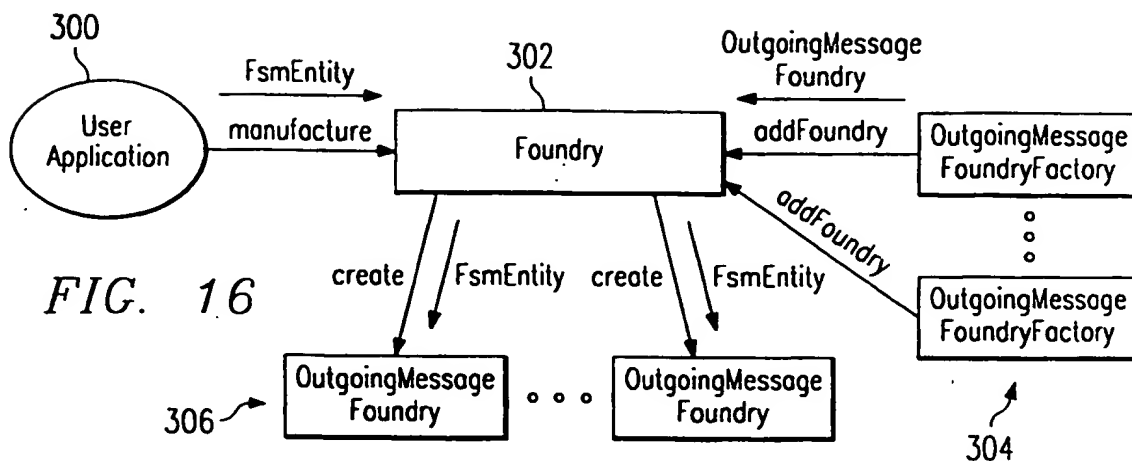 300
FsmEntity
User
Application
manufacture
302
Foundry
OutgoingMessage
Foundry
addFoundry
OutgoingMessage
FoundryFactory
addFoundry
OutgoingMessage
FoundryFactory
304
FIG. 16
create
FsmEntity
create
FsmEntity
306
OutgoingMessage
Foundry
OutgoingMessage
Foundry